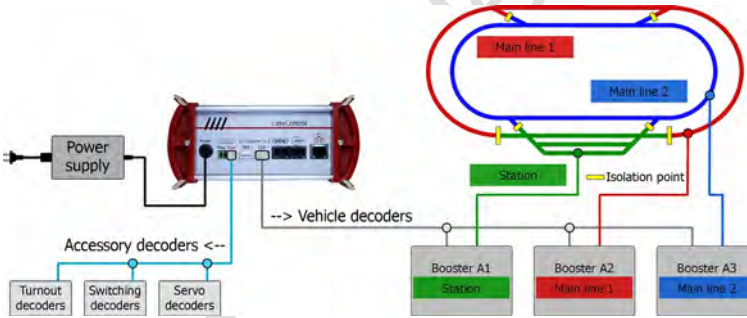 Main line 1
Main line 2
Power
supply
Station
Isolation point
--> Vehicle decoders
Accessory decoders <--
Turnout
decoders
Switching
decoders
Servo
decoders
Booster A1
Station
Booster A2
Main line 1
Booster A3
Main line 2